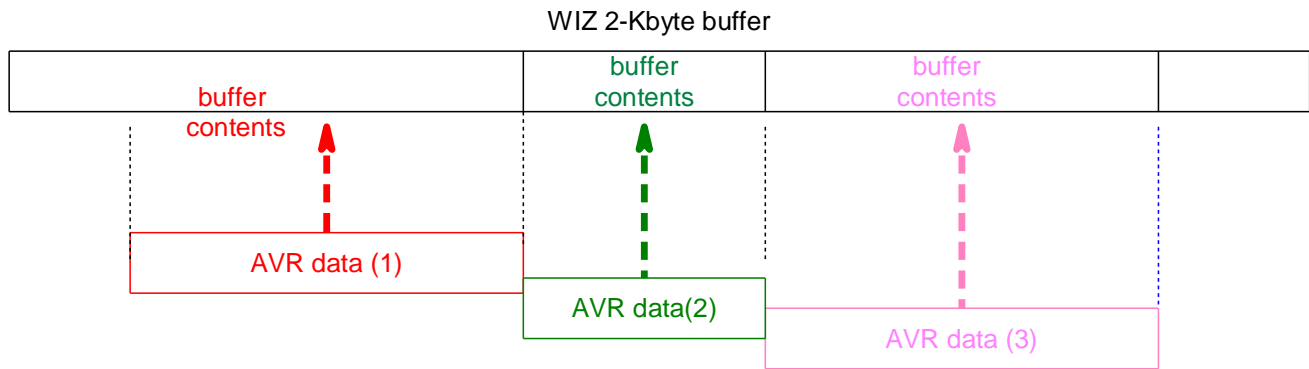 WIZ 2-Kbyte buffer
buffer
contents
buffer
contents
buffer
contents
AVR data (1)
AVR data(2)
AVR data (3)